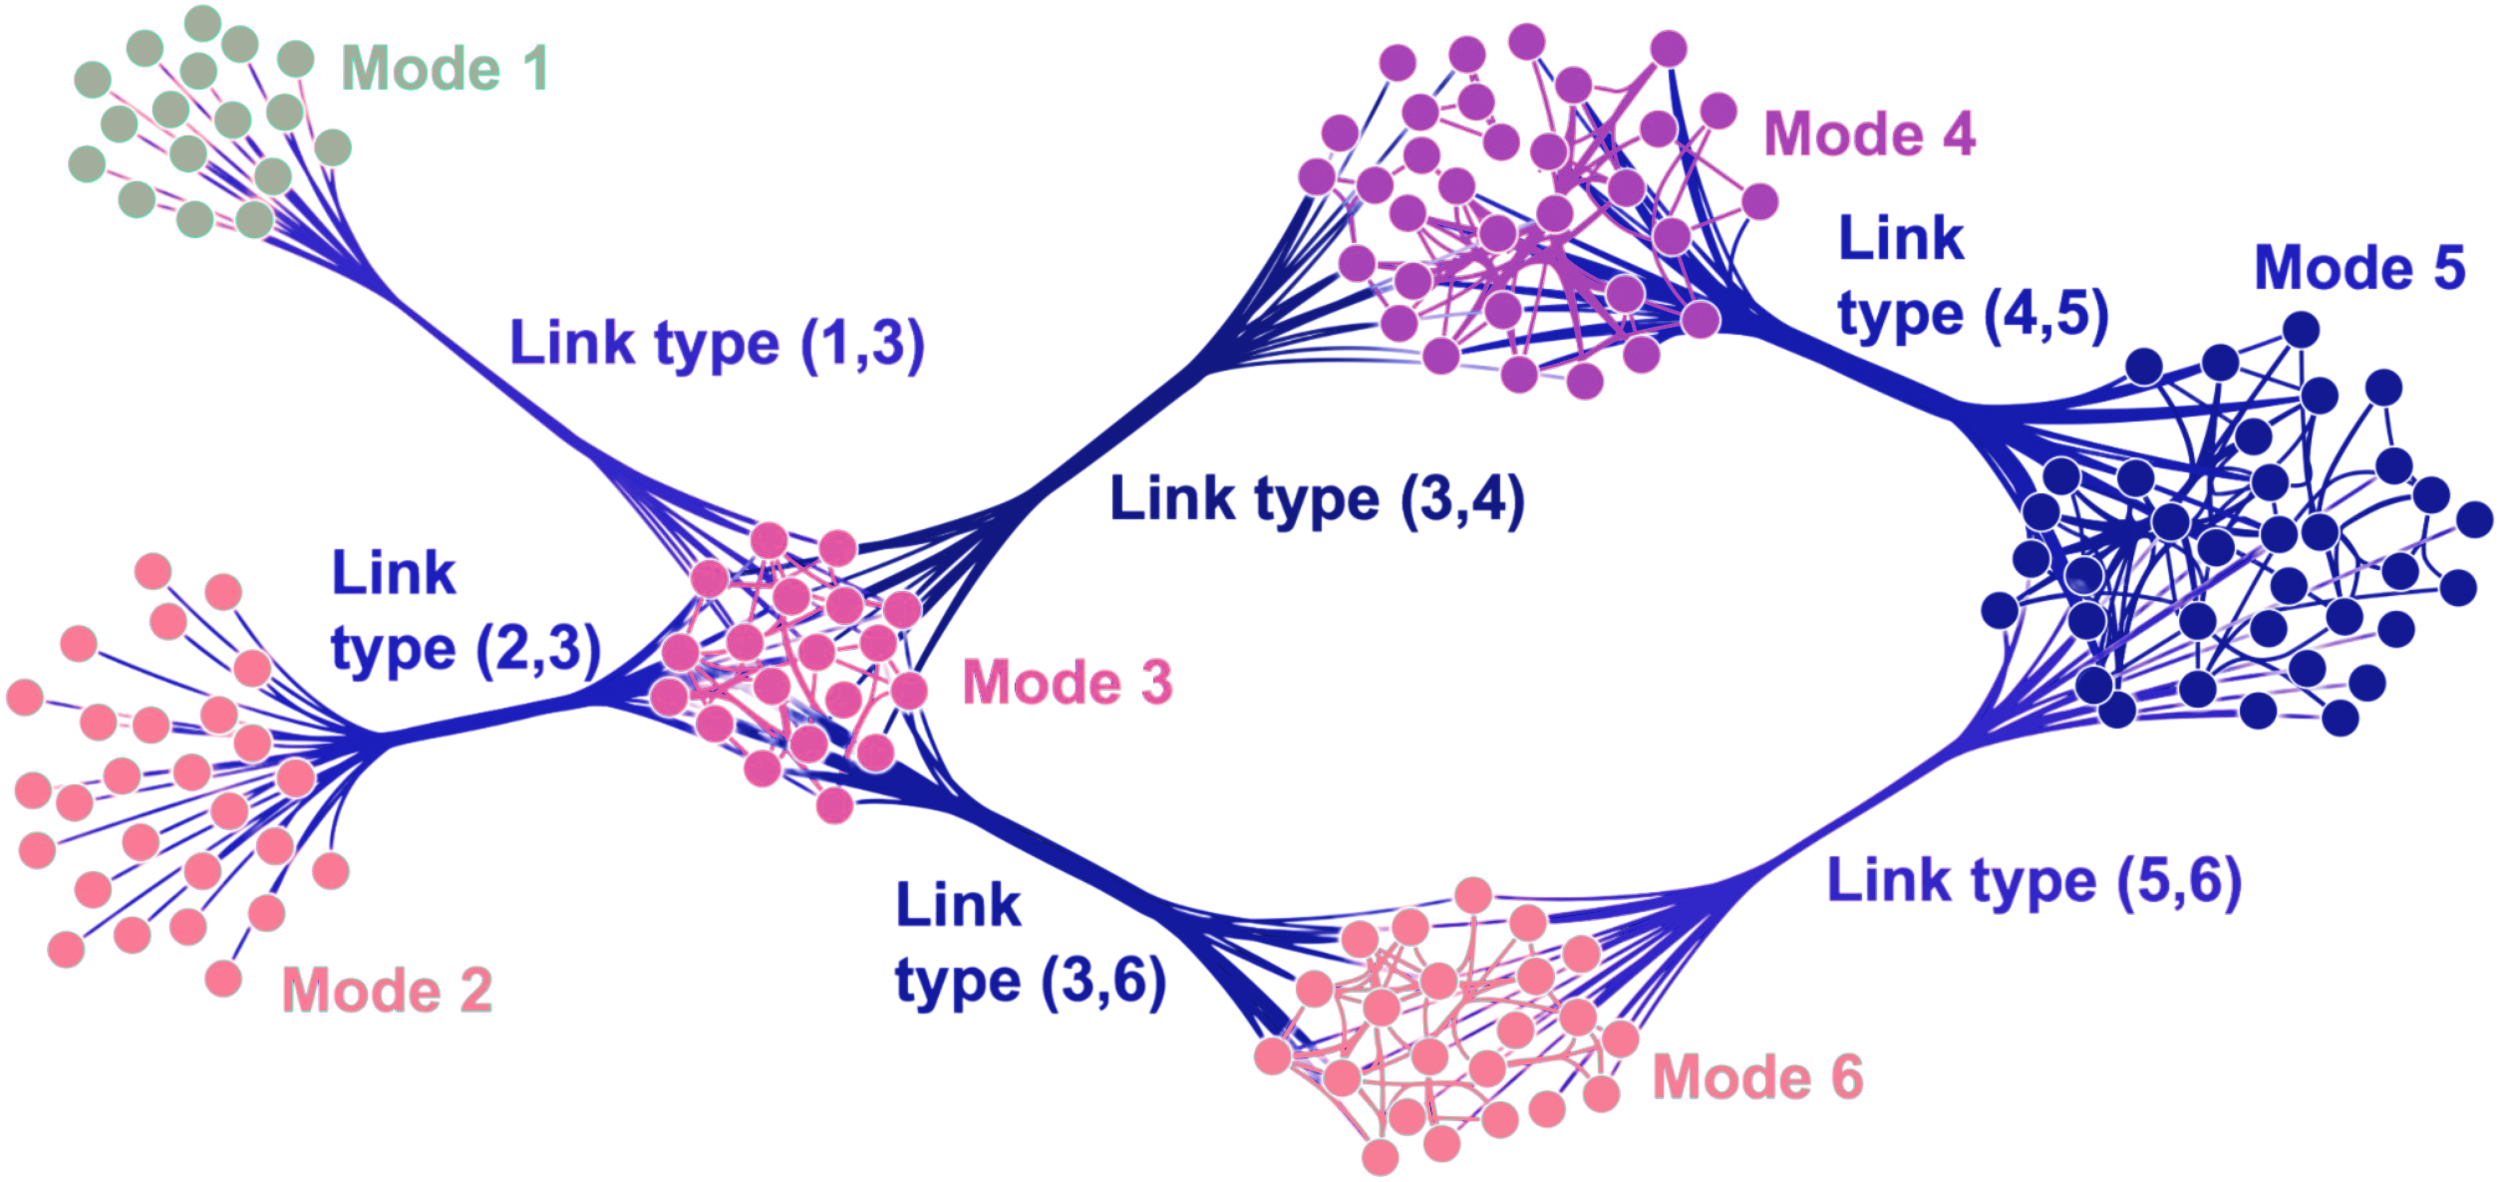 Mode 1
Mode 4
Link
type (4,5)
Mode 5
Link type (1,3)
Link type (3,4)
Link
type (2,3)
Mode 3
Link type (5,6)
Link
type (3,6)
Mode 2
Mode 6